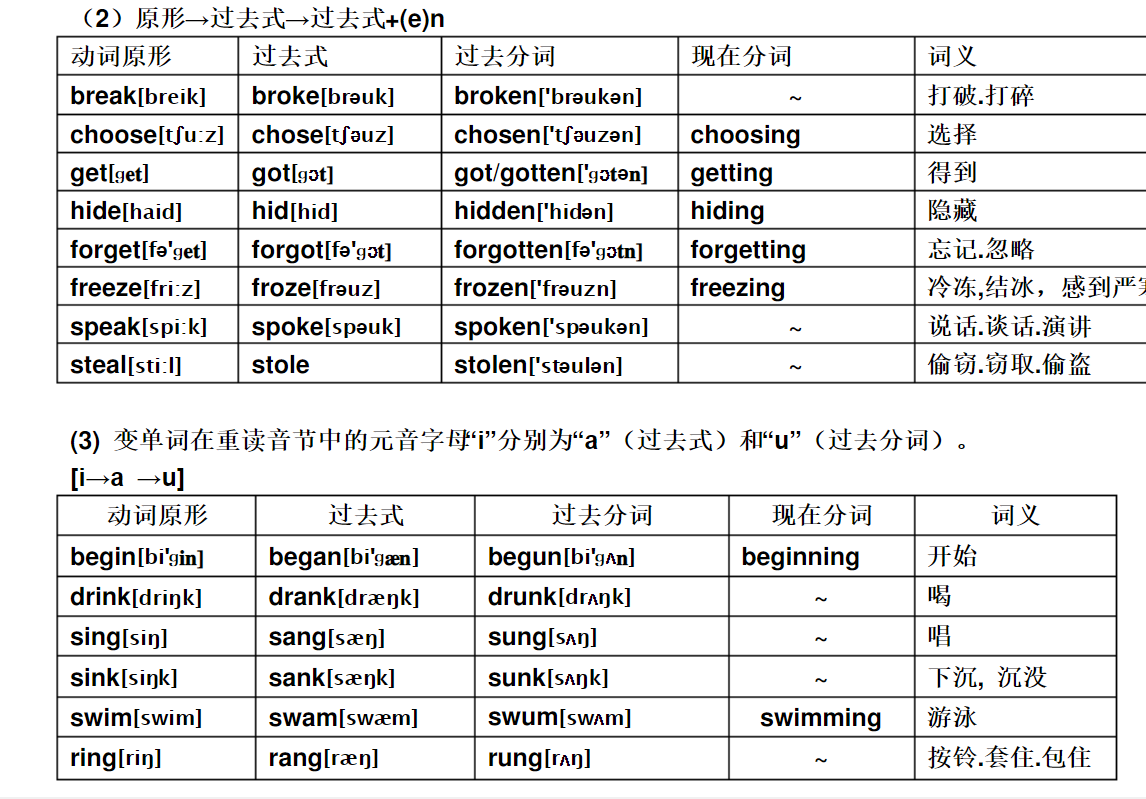 （2）原形→过去式→过去式+(e)n
动词原形 过去式 过去分词 现在分词 词义
break[breik] broke[brəuk] broken['brəukən] ~ 打破.打碎
choose[tʃu:z] chose[tʃəuz] chosen['tʃəuzən] choosing 选择
get[ɡet] got[ɡɔt] got/gotten['ɡɔtən] getting 得到
hide[haid] hid[hid] hidden['hidən] hiding 隐藏
forget[fə'ɡet] forgot[fə'ɡɔt] forgotten[fə'ɡɔtn] forgetting 忘记.忽略
freeze[fri:z] froze[frəuz] frozen['frəuzn] freezing 冷冻,结冰，感到严寒
speak[spi:k] spoke[spəuk] spoken['spəukən] ~ 说话.谈话.演讲
steal[sti:l] stole stolen['stəulən] ~ 偷窃.窃取.偷盗
(3) 变单词在重读音节中的元音字母“i”分别为“a”（过去式）和“u”（过去分词）。
[i→a →u]
动词原形 过去式 过去分词 现在分词 词义
begin[bi'ɡin] began[bi'ɡæn] begun[bi'ɡʌn] beginning 开始
drink[driŋk] drank[dræŋk] drunk[drʌŋk] ~ 喝
sing[siŋ] sang[sæŋ] sung[sʌŋ] ~ 唱
sink[siŋk] sank[sæŋk] sunk[sʌŋk] ~ 下沉, 沉没
swim[swim] swam[swæm] swum[swʌm] swimming 游泳
ring[riŋ] rang[ræŋ] rung[rʌŋ] ~ 按铃.套住.包住